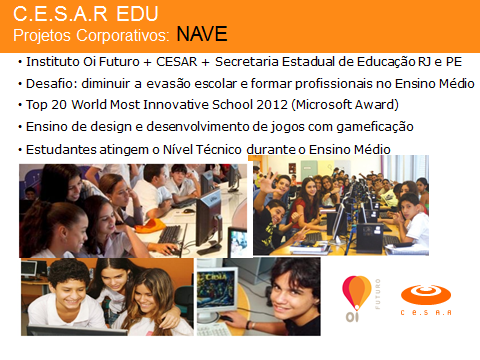 C.E.S.A.R EDU
Projetos Corporativos: NAVE
• Instituto Oi Futuro + CESAR + Secretaria Estadual de Educação RJ e PE
• Desafio: diminuir a evasão escolar e formar profissionais no Ensino Médio
• Top 20 World Most Innovative School 2012 (Microsoft Award)
• Ensino de design e desenvolvimento de jogos com gameficação
• Estudantes atingem o Nível Técnico durante o Ensino Médio
oi
FUTURO
C.E.S.A.R